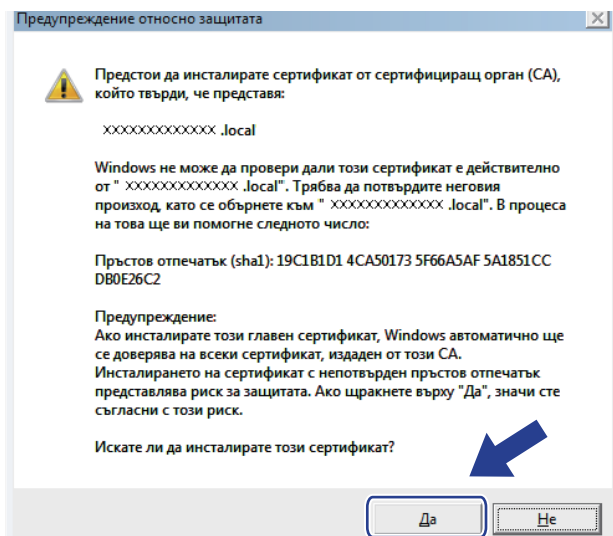 Предупреждение относно защитата
Предстои да инсталирате сертификат от сертифициращ орган (CA),
който твърди, че представя:
XXXXXXXXXXXXX .local
Windows не може да провери дали този сертификат е действително
от " XXXXXXXXXXXXX .local". Трябва да потвърдите неговия
произход, като се обърнете към " XXXXXXXXXXXXX .local". В процеса
на това ще ви помогне следното число:
Пръстов отпечатък (sha1): 19C1B1D1 4CA50173 5F66A5AF 5A1851CC
DB0E26C2
Предупреждение:
Ако инсталирате този главен сертификат, Windows автоматично ще
се доверява на всеки сертификат, издаден от този CA.
Инсталирането на сертификат с непотвърден пръстов отпечатък
представлява риск за защитата. Ако щракнете върху "Да", значи сте
съгласни с този риск.
Искате ли да инсталирате този сертификат?
Да
Не